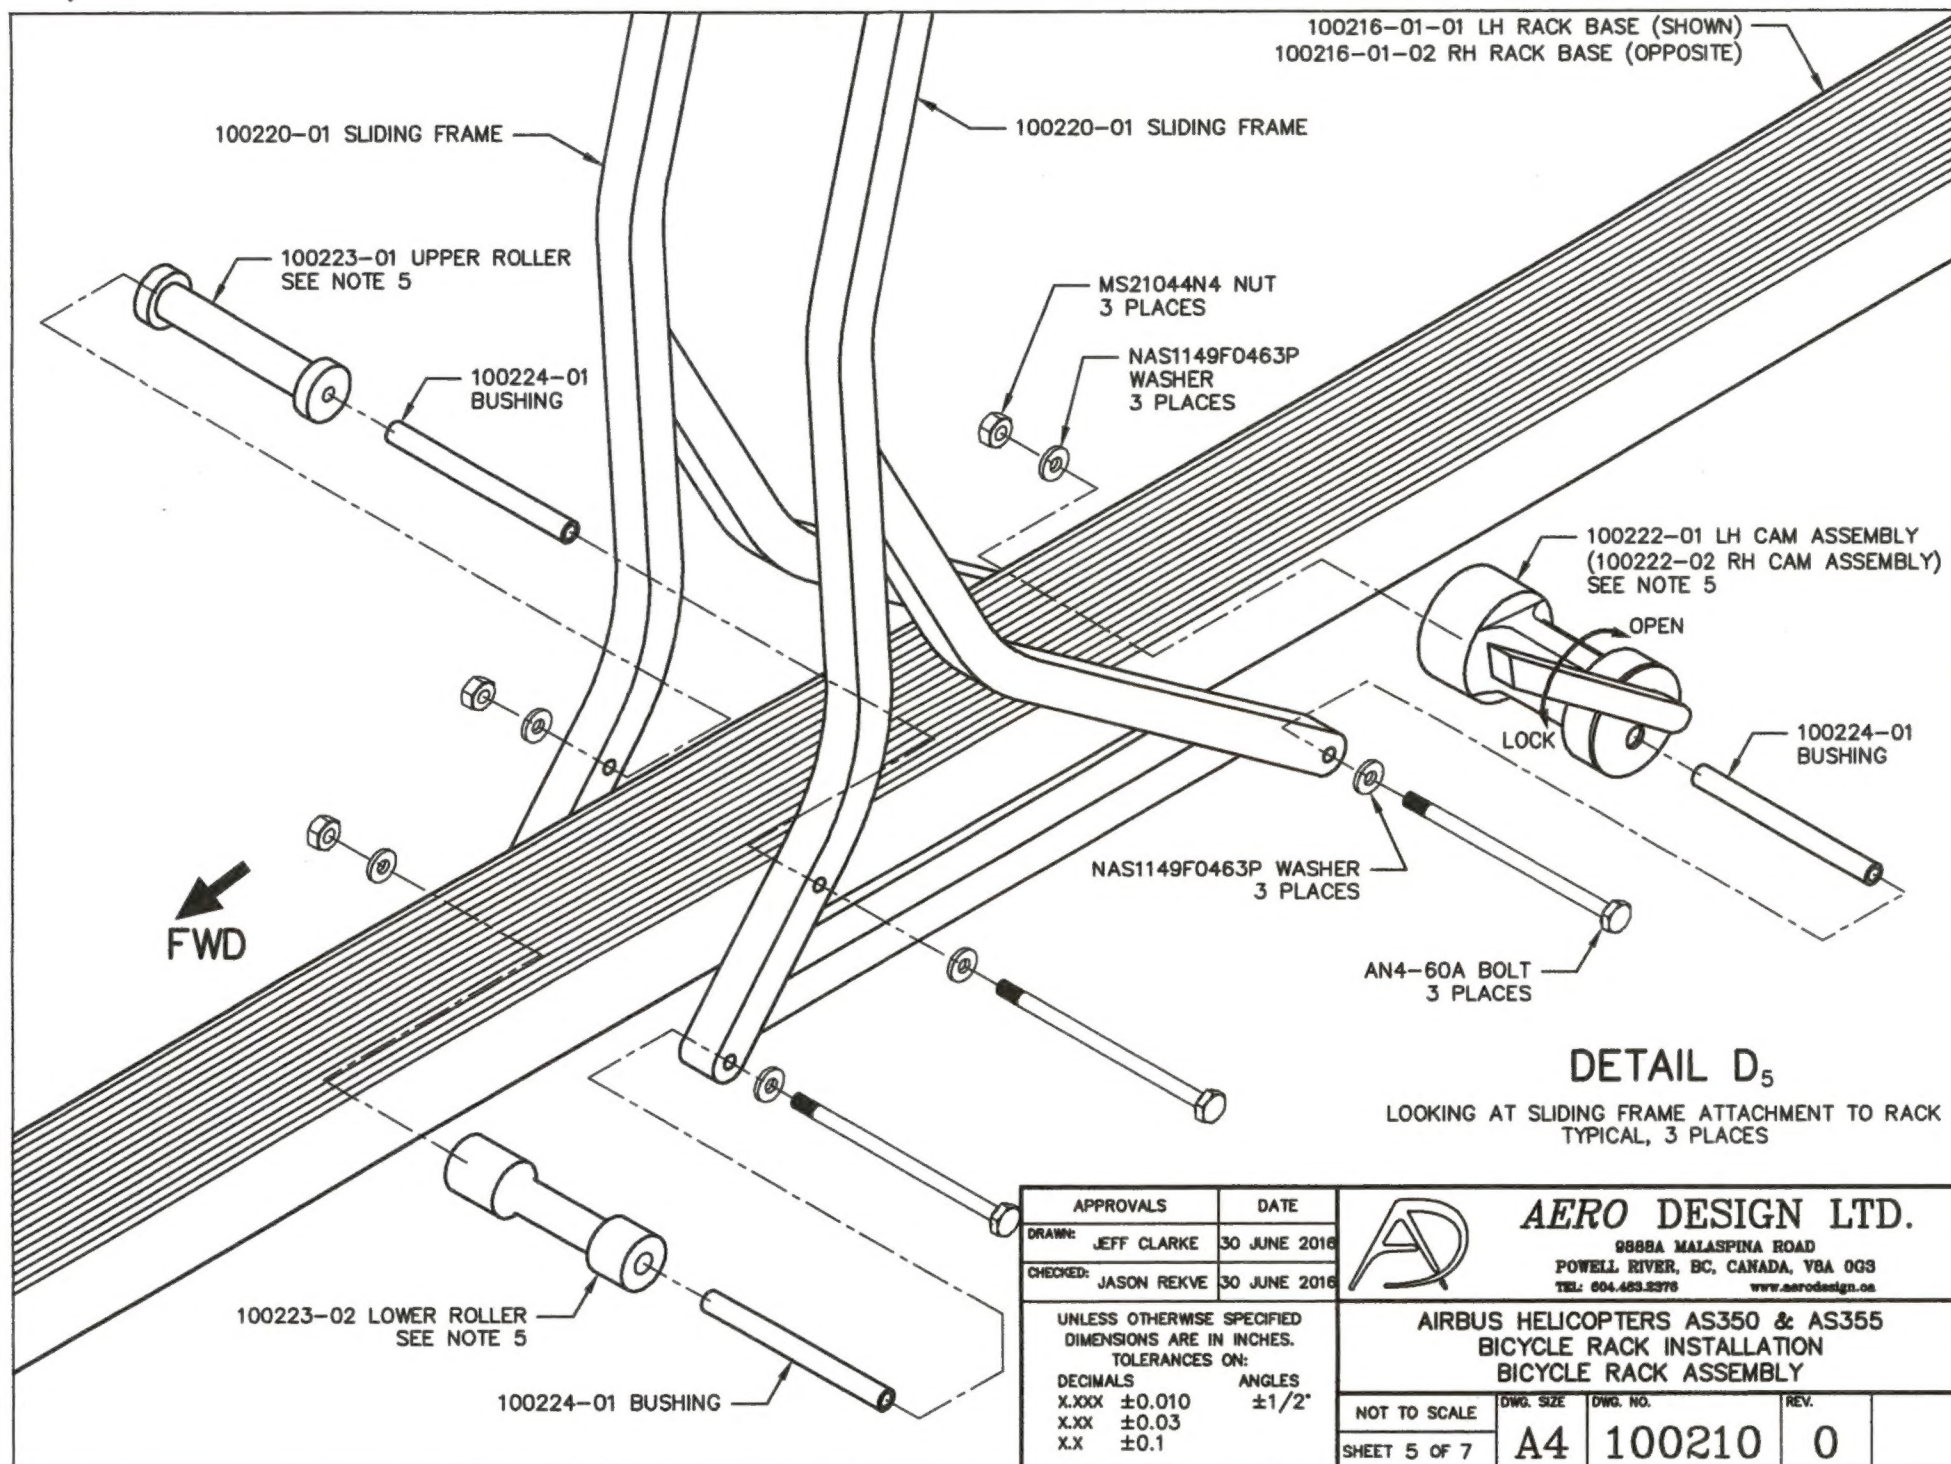 100216-01-01 LH RACK BASE (SHOWN)
100216-01-02 RH RACK BASE (OPPOSITE)
100220-01 SLIDING FRAME
100220-01 SLIDING FRAME
100223-01 UPPER ROLLER
SEE NOTE 5
MS21044N4 NUT
3 PLACES
NAS1149F0463P
WASHER
3 PLACES
100224-01
BUSHING
100222-01 LH CAM ASSEMBLY
(100222-02 RH CAM ASSEMBLY)
SEE NOTE 5
OPEN
LOCK
100224-01
BUSHING
NAS1149F0463P WASHER
3 PLACES
FWD
AN4-60A BOLT
3 PLACES
DETAIL D5
LOOKING AT SLIDING FRAME ATTACHMENT TO RACK
TYPICAL, 3 PLACES
100223-02 LOWER ROLLER
SEE NOTE 5
100224-01 BUSHING
APPROVALS DATE
DRAWN: JEFF CLARKE 30 JUNE 2016
CHECKED: JASON REKVE 30 JUNE 2016
UNLESS OTHERWISE SPECIFIED
DIMENSIONS ARE IN INCHES.
TOLERANCES ON:
DECIMALS ANGLES
X.XXX ±0.010 ±1/2°
X.XX ±0.03
X.X ±0.1
AD
AERO DESIGN LTD.
9888A MALASPINA ROAD
POWELL RIVER, BC, CANADA, V8A 0G3
TEL: 604.483.2376 www.aerodesign.ca
AIRBUS HELICOPTERS AS350 & AS355
BICYCLE RACK INSTALLATION
BICYCLE RACK ASSEMBLY
NOT TO SCALE
SHEET 5 OF 7
DWG. SIZE
A4
DWG. NO.
100210
REV.
0